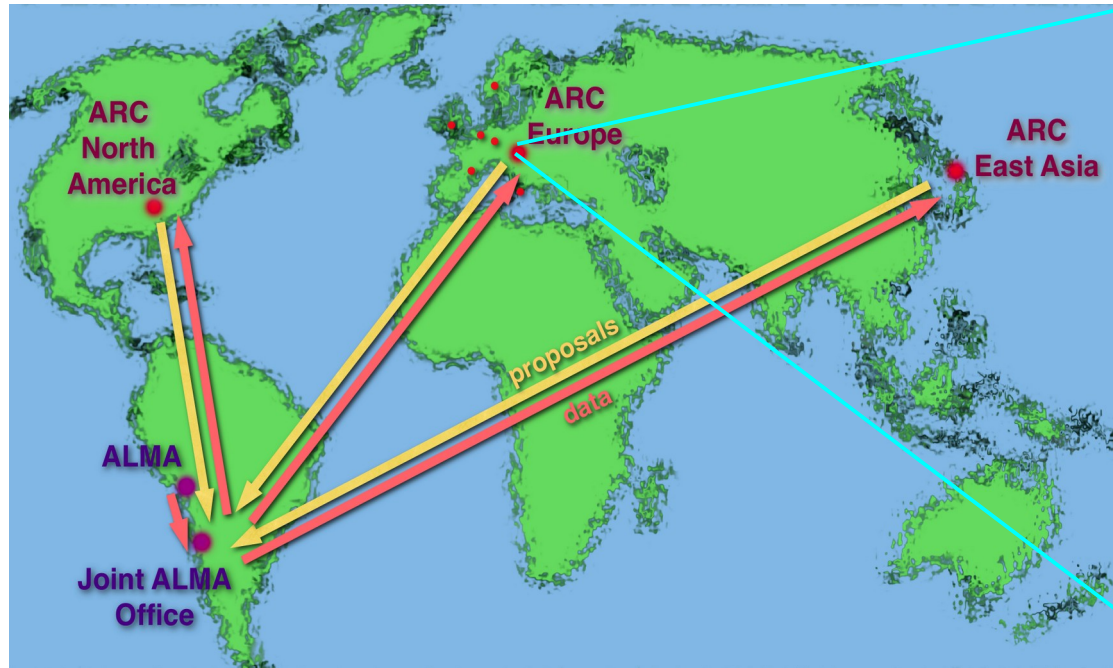 ARC
North
America
ARC
Europe
ARC
East Asia
proposals
data
ALMA
Joint ALMA
Office